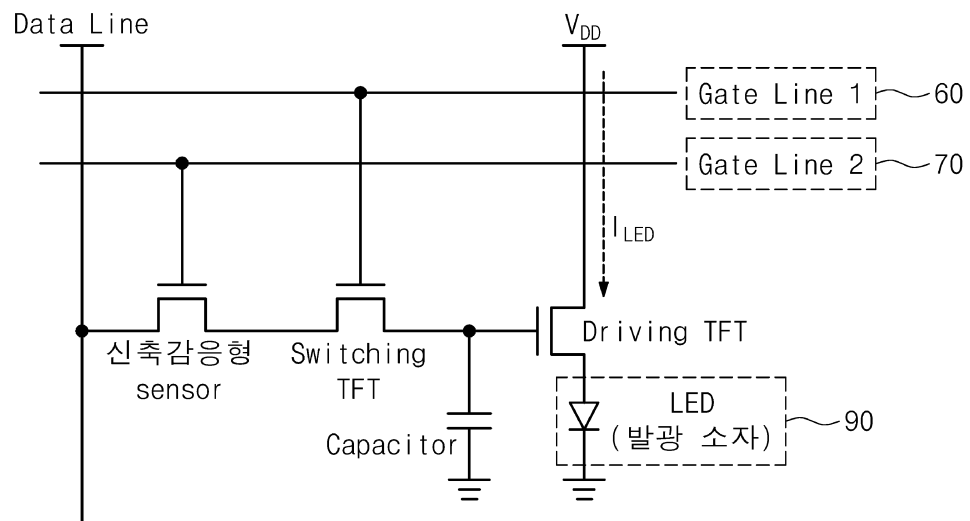 Data Line
V_DD
Gate Line 1
60
Gate Line 2
70
I_LED
신축감응형
sensor
Switching
TFT
Driving TFT
Capacitor
LED
(발광 소자)
90